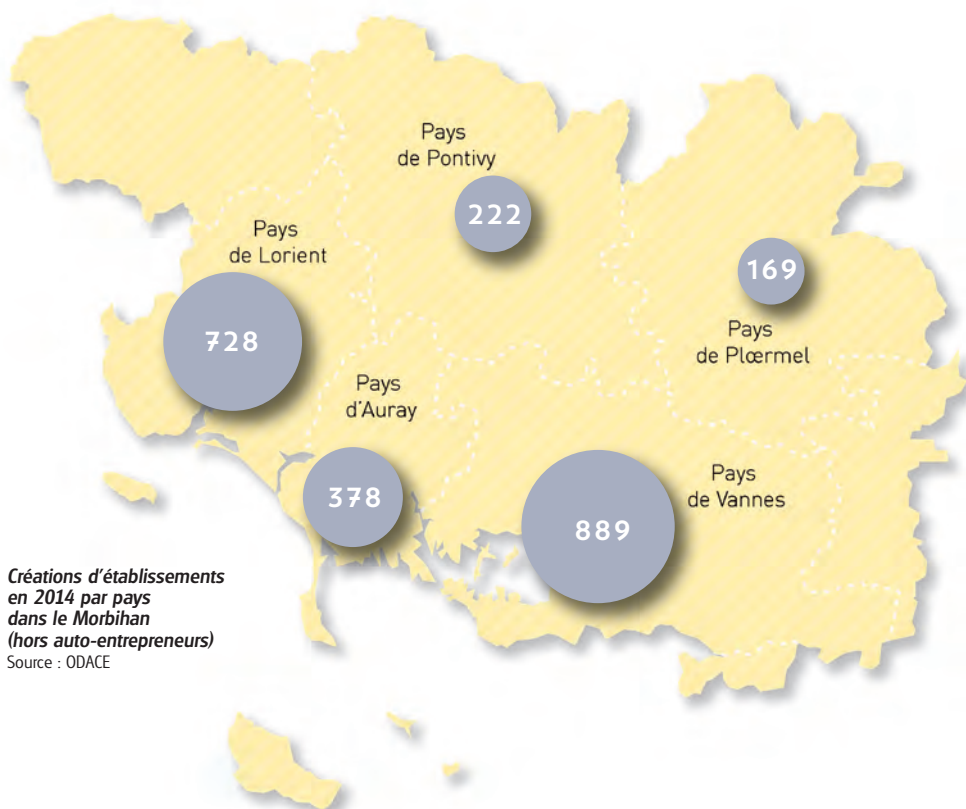 Pays
de Pontivy
222
Pays
de Lorient
728
169
Pays
de Plœrmel
Pays
d'Auray
378
Pays
de Vannes
889
Créations d'établissements
en 2014 par pays
dans le Morbihan
(hors auto-entrepreneurs)
Source : ODACE